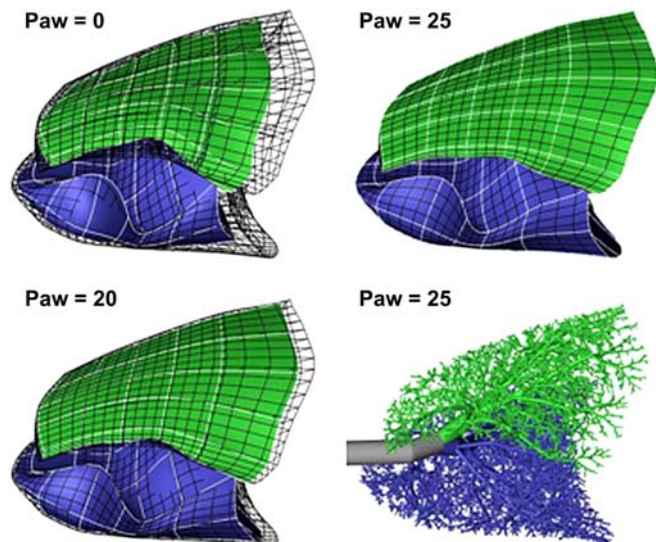 Paw = 0
Paw = 25
Paw = 20
Paw = 25